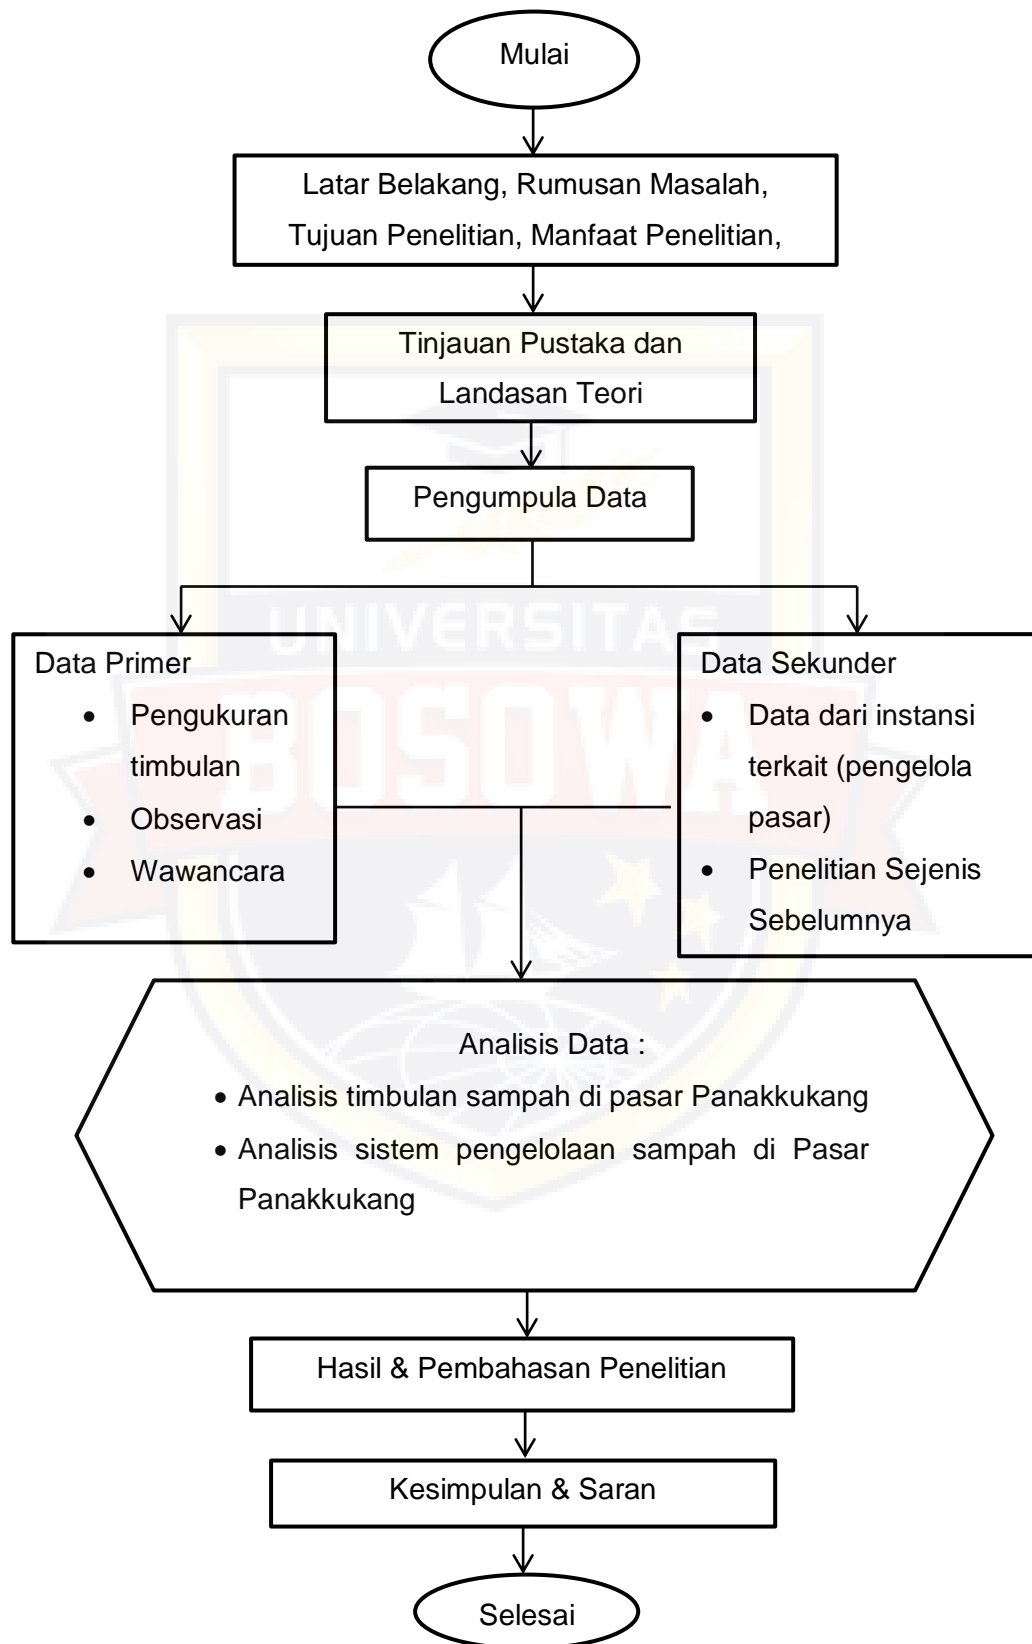 Mulai
Latar Belakang, Rumusan Masalah,
Tujuan Penelitian, Manfaat Penelitian,
Tinjauan Pustaka dan
Landasan Teori
Pengumpula Data
UNIVERSITAS
BOSOWA
Data Primer
• Pengukuran
timbulan
• Observasi
• Wawancara
Data Sekunder
• Data dari instansi
terkait (pengelola
pasar)
• Penelitian Sejenis
Sebelumnya
Analisis Data :
• Analisis timbulan sampah di pasar Panakkukang
• Analisis sistem pengelolaan sampah di Pasar
Panakkukang
Hasil & Pembahasan Penelitian
Kesimpulan & Saran
Selesai